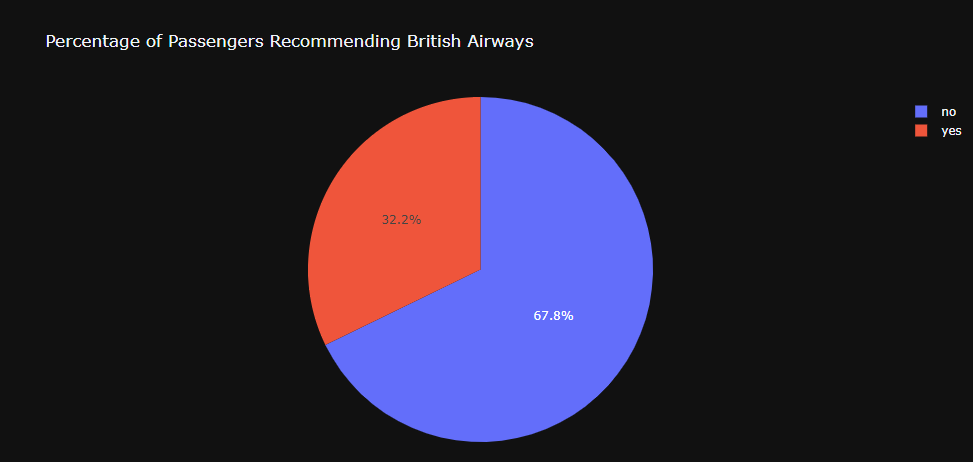 Percentage of Passengers Recommending British Airways
no
yes
32.2%
67.8%